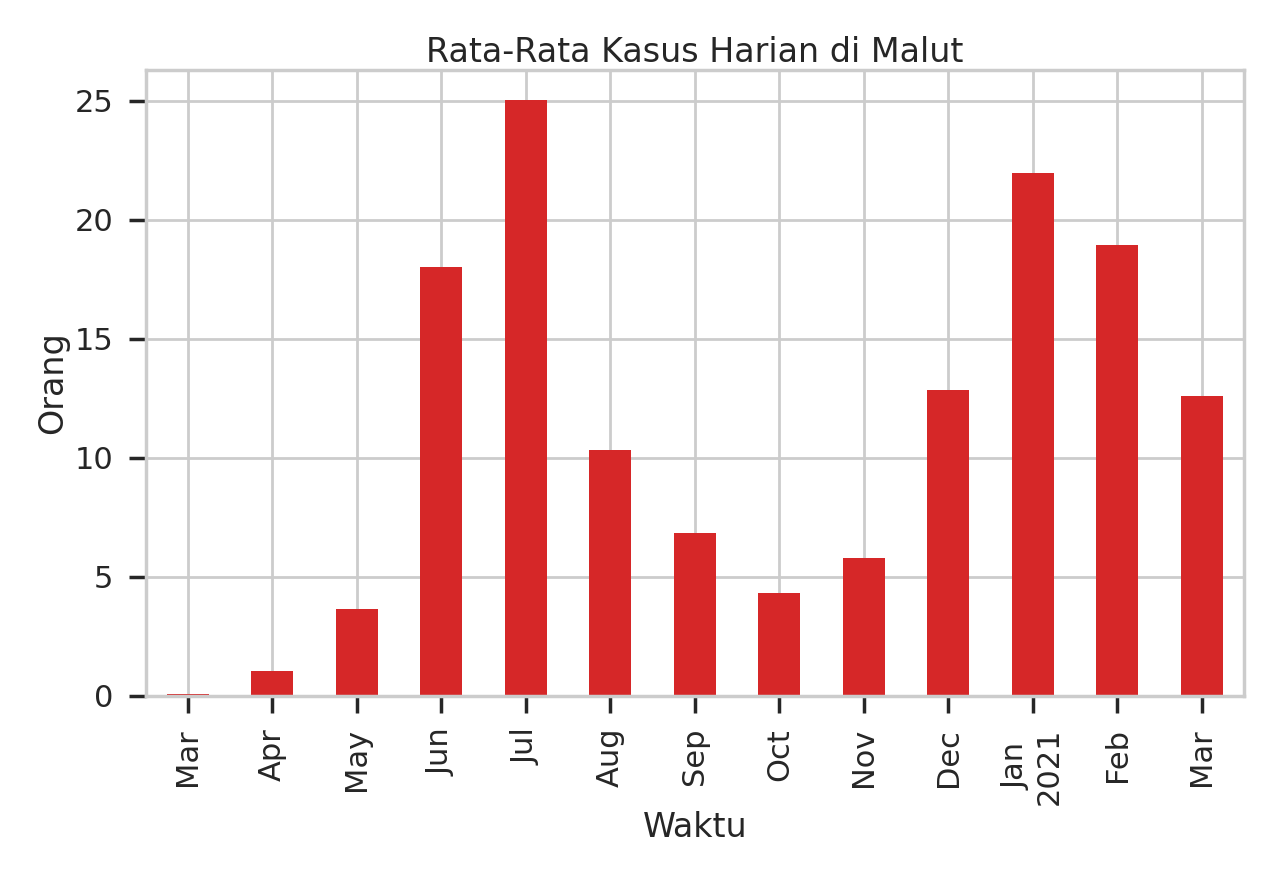 Rata-Rata Kasus Harian di Malut
25
20
15
10
5
0
Orang
Mar
Apr
May
Jun
Jul
Aug
Sep
Oct
Nov
Dec
Jan
2021
Feb
Mar
Waktu